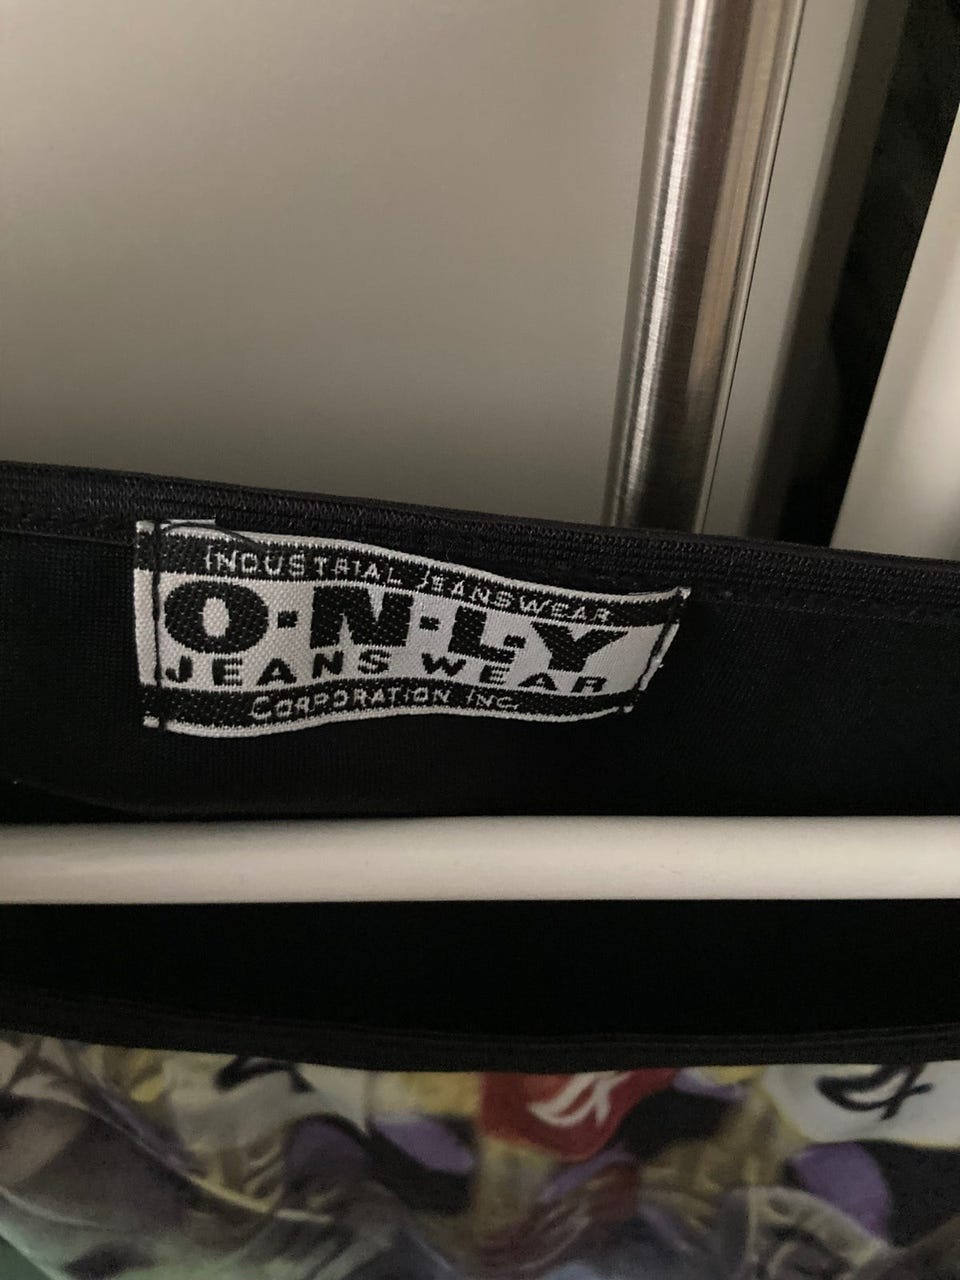 INDUSTRIAL JEANSWEAR
O·N·L·Y
JEANS WEAR
CORPORATION INC.